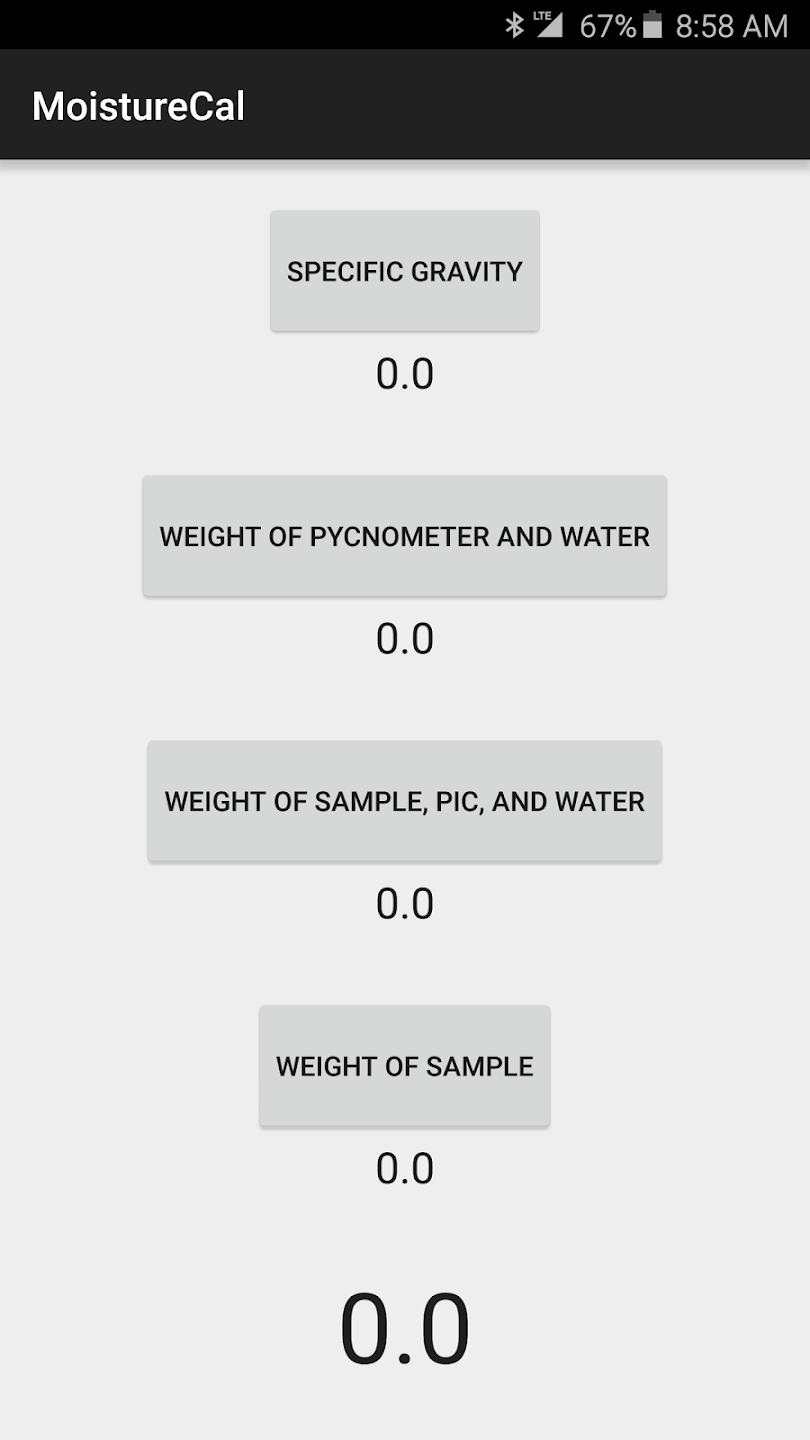 LTE 67% 8:58 AM
MoistureCal
SPECIFIC GRAVITY
0.0
WEIGHT OF PYCNOMETER AND WATER
0.0
WEIGHT OF SAMPLE, PIC, AND WATER
0.0
WEIGHT OF SAMPLE
0.0
0.0